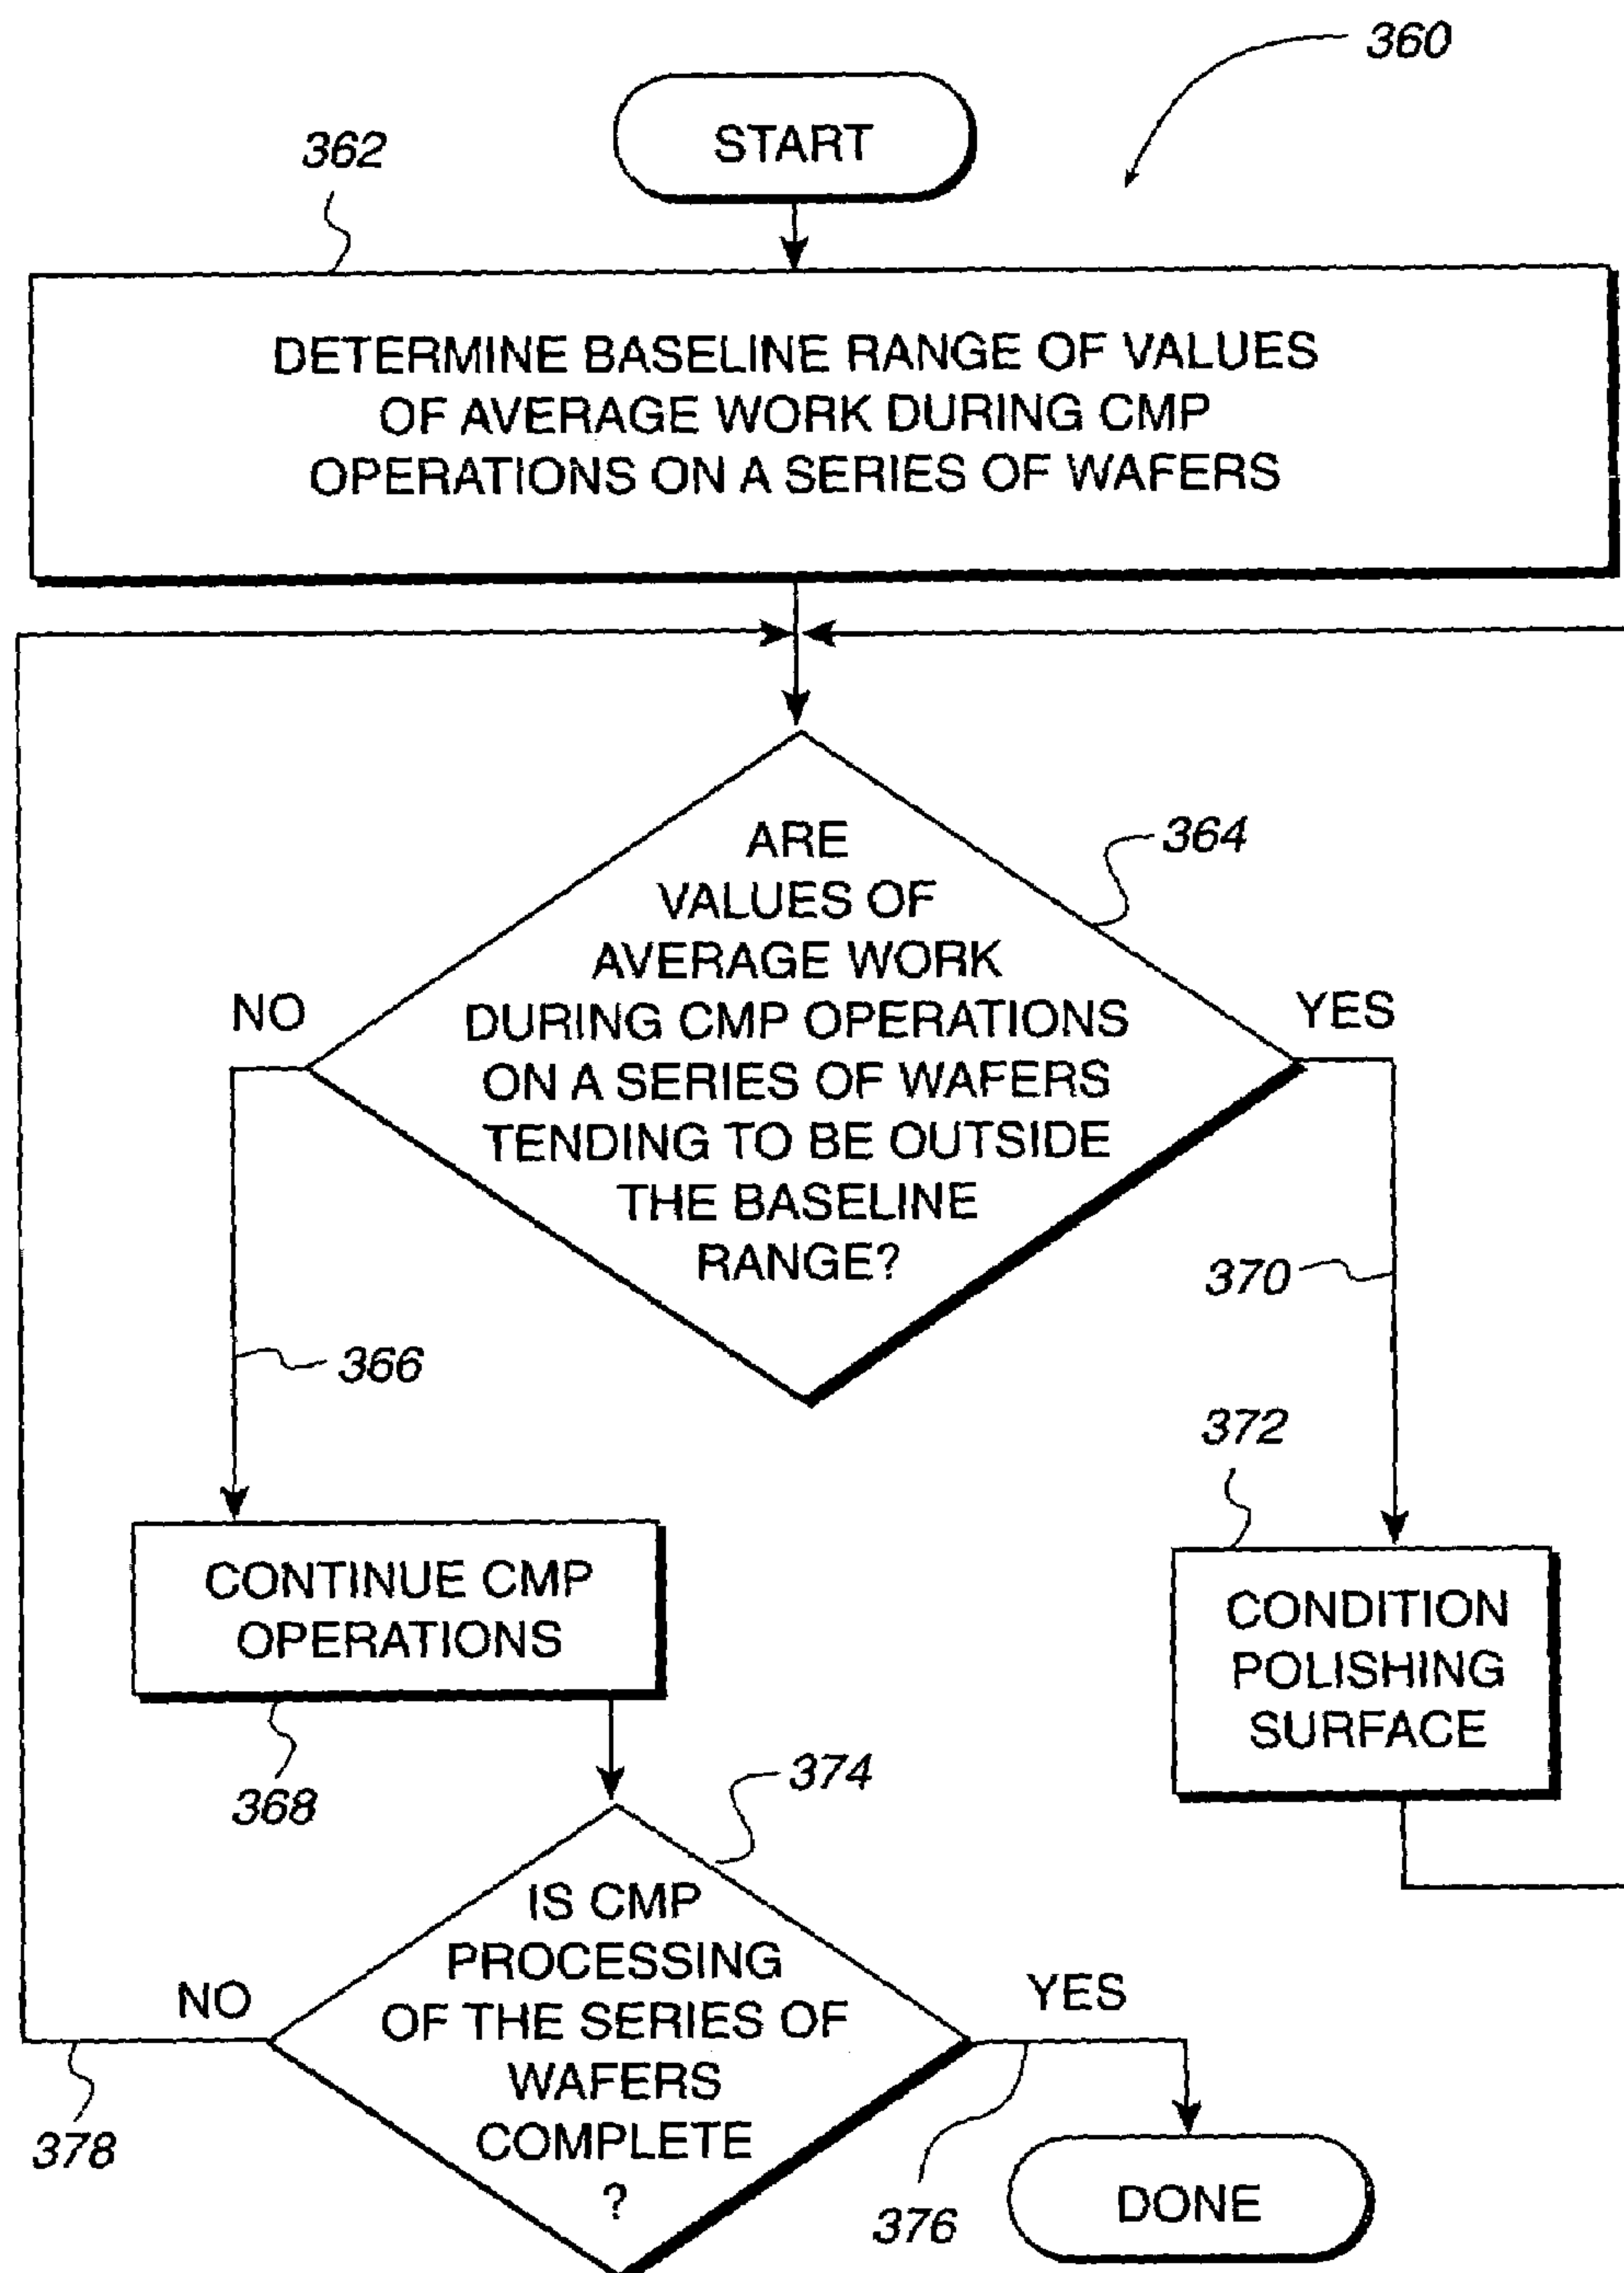 360
START
362
DETERMINE BASELINE RANGE OF VALUES
OF AVERAGE WORK DURING CMP
OPERATIONS ON A SERIES OF WAFERS
ARE
VALUES OF
AVERAGE WORK
DURING CMP OPERATIONS
ON A SERIES OF WAFERS
TENDING TO BE OUTSIDE
THE BASELINE
RANGE?
364
NO
YES
366
370
372
CONTINUE CMP
OPERATIONS
368
CONDITION
POLISHING
SURFACE
374
IS CMP
PROCESSING
OF THE SERIES OF
WAFERS
COMPLETE
?
NO
YES
378
376
DONE